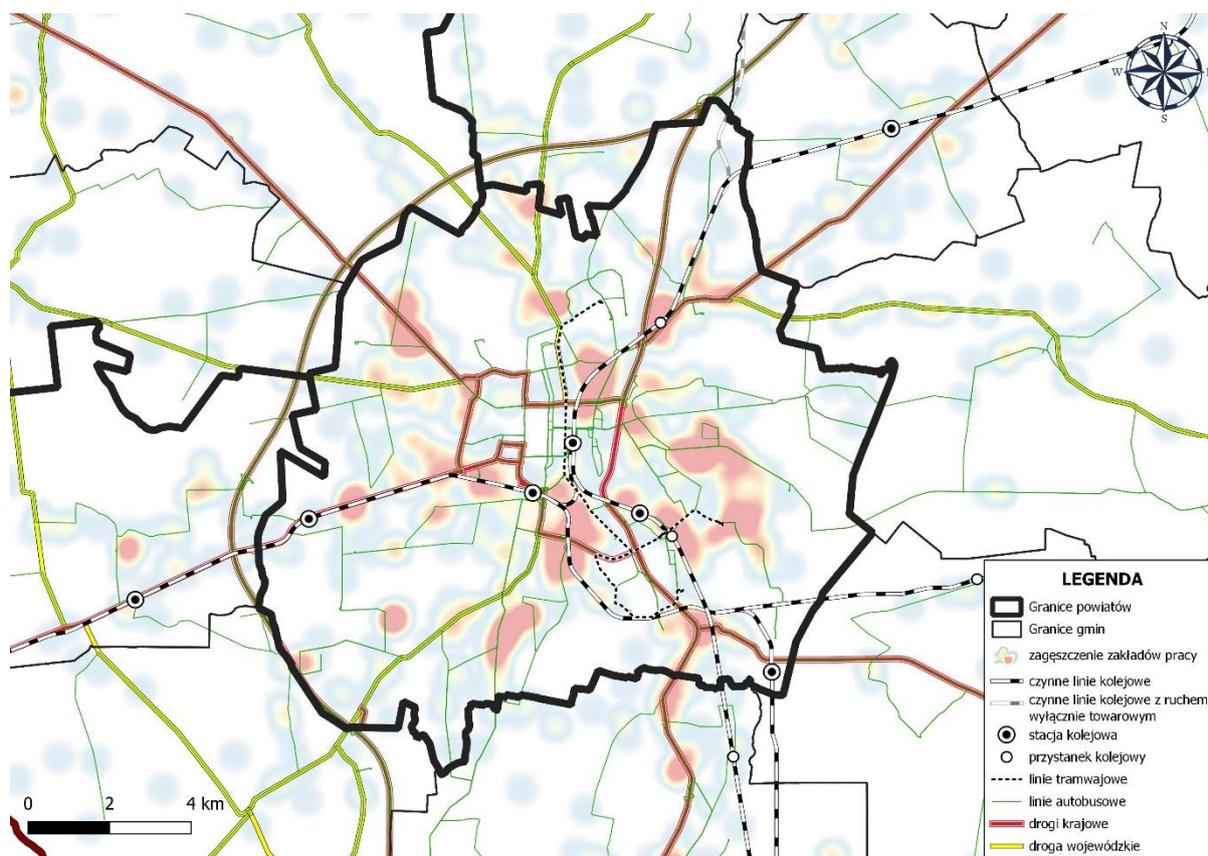 N
W
S
LEGENDA
Granice powiatów
Granice gmin
zagęszczenie zakładów pracy
czynne linie kolejowe
czynne linie kolejowe z ruchem
wyłącznie towarowym
stacja kolejowa
przystanek kolejowy
linie tramwajowe
linie autobusowe
drogi krajowe
droga wojewódzkie
0 2 4 km